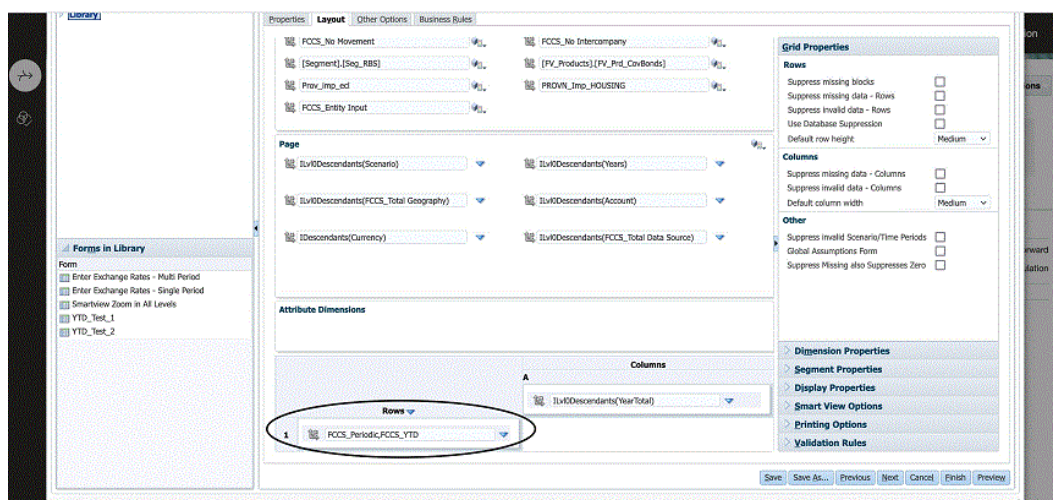 Library
Properties Layout Other Options Business Rules
FCCS_No Movement
FCCS_No Intercompany
[Segment].[Seg_RBS]
[FV_Products].[FV_Prd_CovBonds]
Prov_imp_ed
PROVN_Imp_HOUSING
FCCS_Entity Input
Page
ILvl0Descendants(Scenario)
ILvl0Descendants(Years)
ILvl0Descendants(FCCS_Total Geography)
ILvl0Descendants(Account)
IDescendants(Currency)
ILvl0Descendants(FCCS_Total Data Source)
Attribute Dimensions
Columns
A
ILvl0Descendants(YearTotal)
Rows
1 FCCS_Periodic,FCCS_YTD
Forms in Library
Form
Enter Exchange Rates - Multi Period
Enter Exchange Rates - Single Period
Smartview Zoom in All Levels
YTD_Test_1
YTD_Test_2
Grid Properties
Rows
Suppress missing blocks
Suppress missing data - Rows
Suppress invalid data - Rows
Use Database Suppression
Default row height Medium
Columns
Suppress missing data - Columns
Suppress invalid data - Columns
Default column width Medium
Other
Suppress invalid Scenario/Time Periods
Global Assumptions Form
Suppress Missing also Suppresses Zero
Dimension Properties
Segment Properties
Display Properties
Smart View Options
Printing Options
Validation Rules
Save Save As... Previous Next Cancel Finish Preview
ion
ons
rward
lation